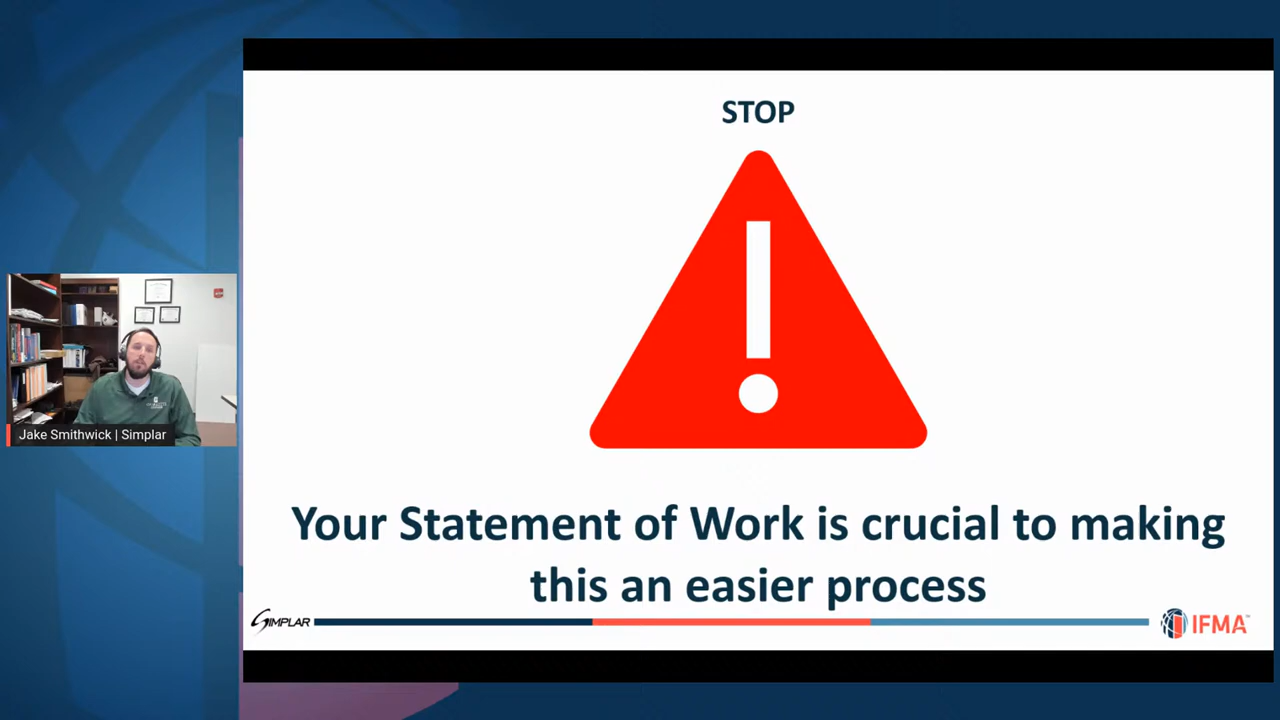 STOP
Your Statement of Work is crucial to making
this an easier process
SIMPLAR
IFMA
Jake Smithwick | Simplar